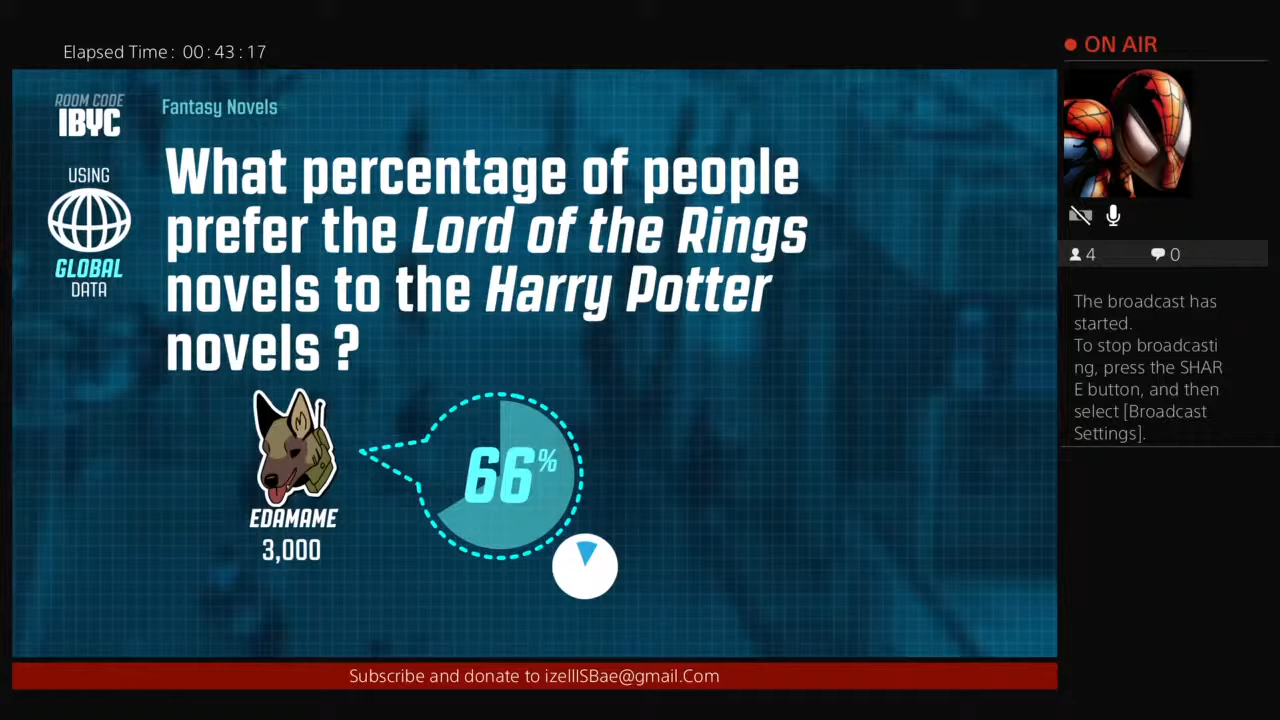 Elapsed Time: 00:43:17
ON AIR
ROOM CODE
IBYC
Fantasy Novels
USING
GLOBAL
DATA
What percentage of people
prefer the Lord of the Rings
novels to the Harry Potter
novels ?
4
0
The broadcast has
started.
To stop broadcasti
ng, press the SHAR
E button, and then
select [Broadcast
Settings].
66%
EDAMAME
3,000
Subscribe and donate to izellISBae@gmail.Com